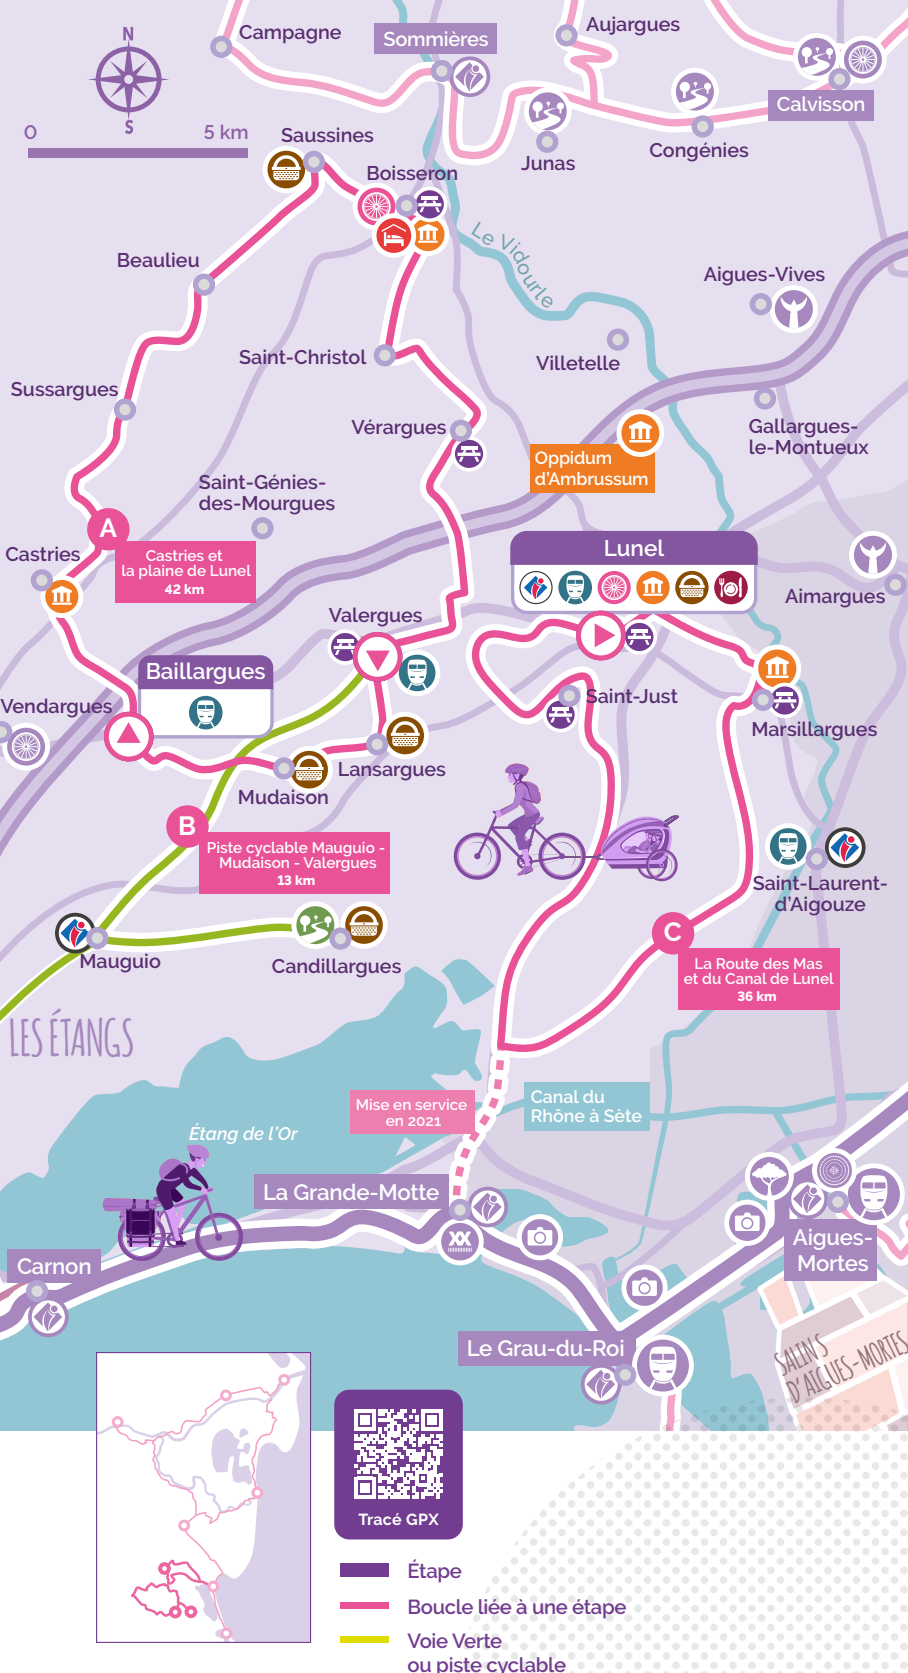 Campagne
Sommières
Aujargues
N
S
0
5 km
Saussines
Boisseron
Junas
Congénies
Calvisson
Beaulieu
Le Vidourle
Aigues-Vives
Saint-Christol
Villetelle
Sussargues
Vérargues
Gallargues-
le-Montueux
Oppidum
d'Ambrussum
Saint-Génies-
des-Mourgues
A
Castries et
la plaine de Lunel
42 km
Castries
Lunel
Aimargues
Valergues
Baillargues
Vendargues
Saint-Just
Marsillargues
Lansargues
Mudaison
B
Piste cyclable Mauguio -
Mudaison - Valergues
13 km
Saint-Laurent-
d'Aigouze
Mauguio
Candillargues
C
La Route des Mas
et du Canal de Lunel
36 km
LES ÉTANGS
Mise en service
en 2021
Canal du
Rhône à Sète
Étang de l'Or
La Grande-Motte
XX
Aigues-
Mortes
Carnon
Le Grau-du-Roi
SALINS
D'AIGUES-MORTES
Tracé GPX
Étape
Boucle liée à une étape
Voie Verte
ou piste cyclable